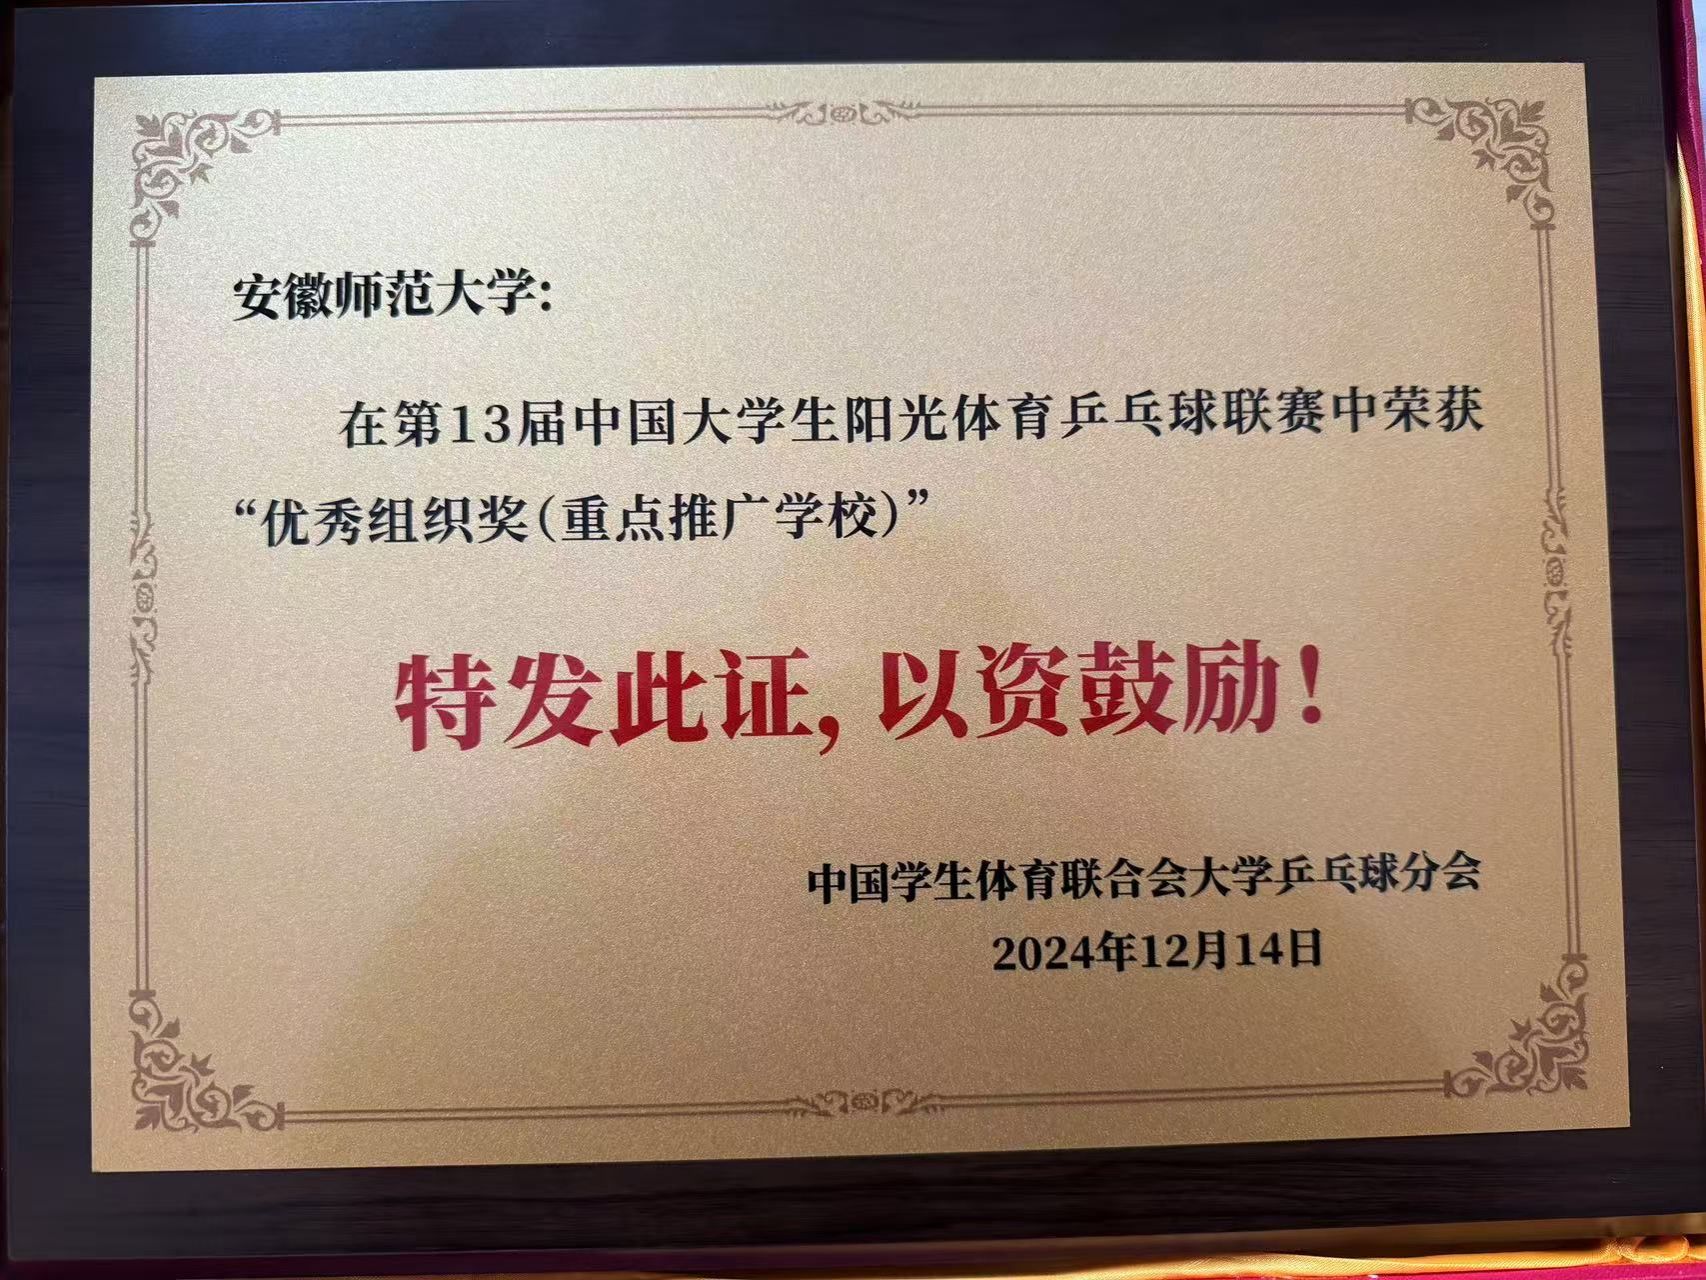 安徽师范大学:
在第13届中国大学生阳光体育乒乓球联赛中荣获
“优秀组织奖(重点推广学校)”
特发此证, 以资鼓励!
中国学生体育联合会大学乒乓球分会
2024年12月14日